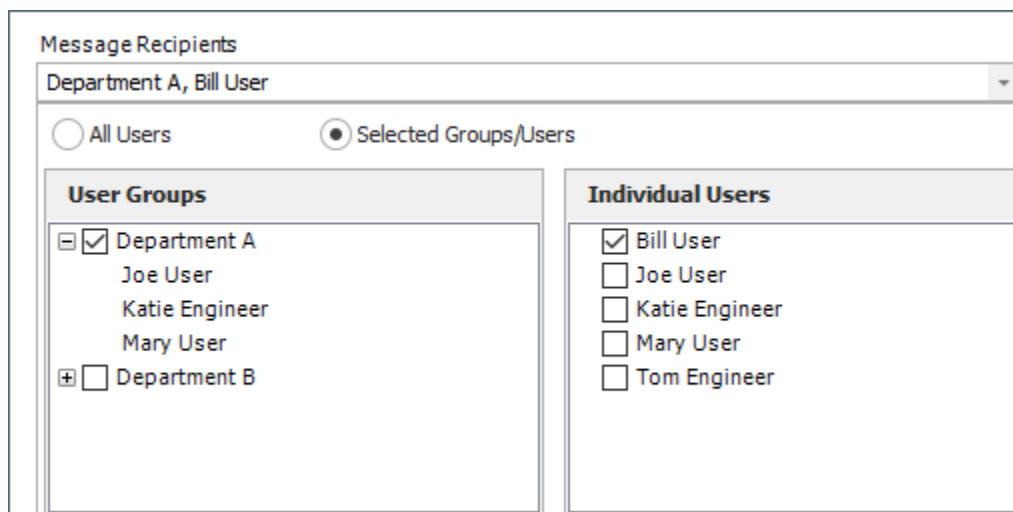 Message Recipients
Department A, Bill User
All Users
Selected Groups/Users
User Groups
Department A
Joe User
Katie Engineer
Mary User
Department B
Individual Users
Bill User
Joe User
Katie Engineer
Mary User
Tom Engineer